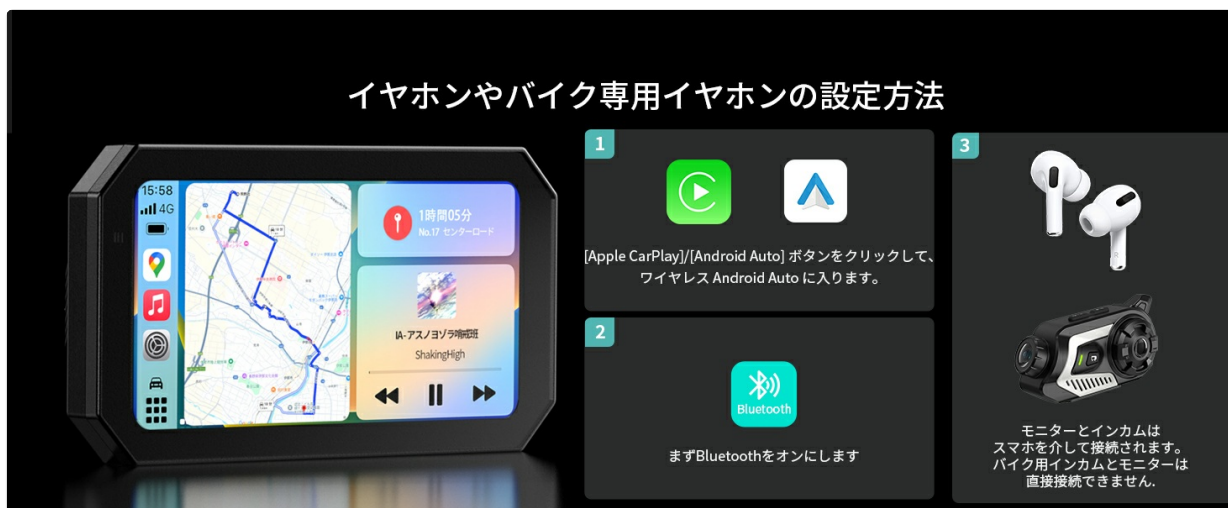 イヤホンやバイク専用イヤホンの設定方法
15:58
4G
1時間05分
No.17 センターロード
IA-アスノヨゾラ哨戒班
ShakingHigh
1
[Apple CarPlay]/[Android Auto] ボタンをクリックして、
ワイヤレス Android Auto に入ります。
2
Bluetooth
まずBluetoothをオンにします
3
モニターとインカムは
スマホを介して接続されます。
バイク用インカムとモニターは
直接接続できません.